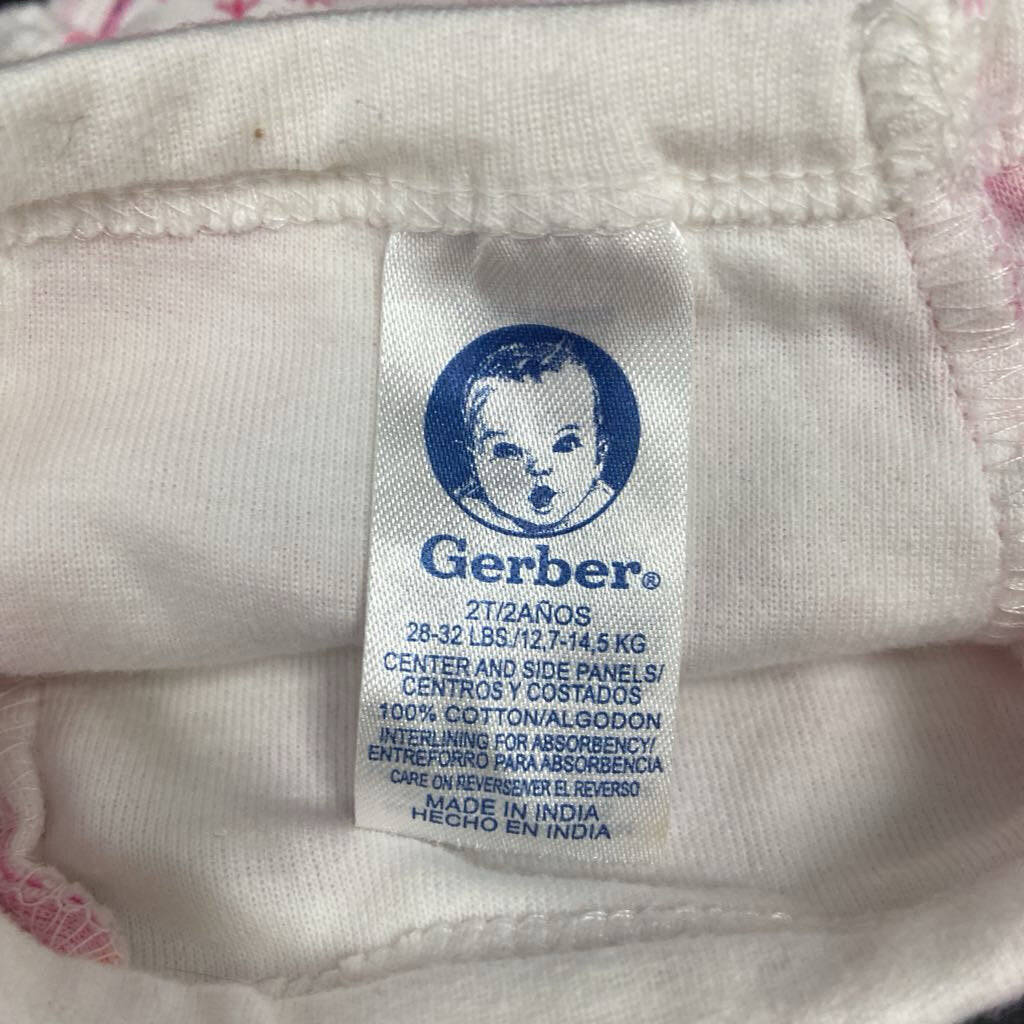 Gerber®
2T/2AÑOS
28-32 LBS./12,7-14,5 KG
CENTER AND SIDE PANELS/
CENTROS Y COSTADOS
100% COTTON/ALGODON
INTERLINING FOR ABSORBENCY/
ENTREFORRO PARA ABSORBENCIA
CARE ON REVERSE/VER EL REVERSO
MADE IN INDIA
HECHO EN INDIA